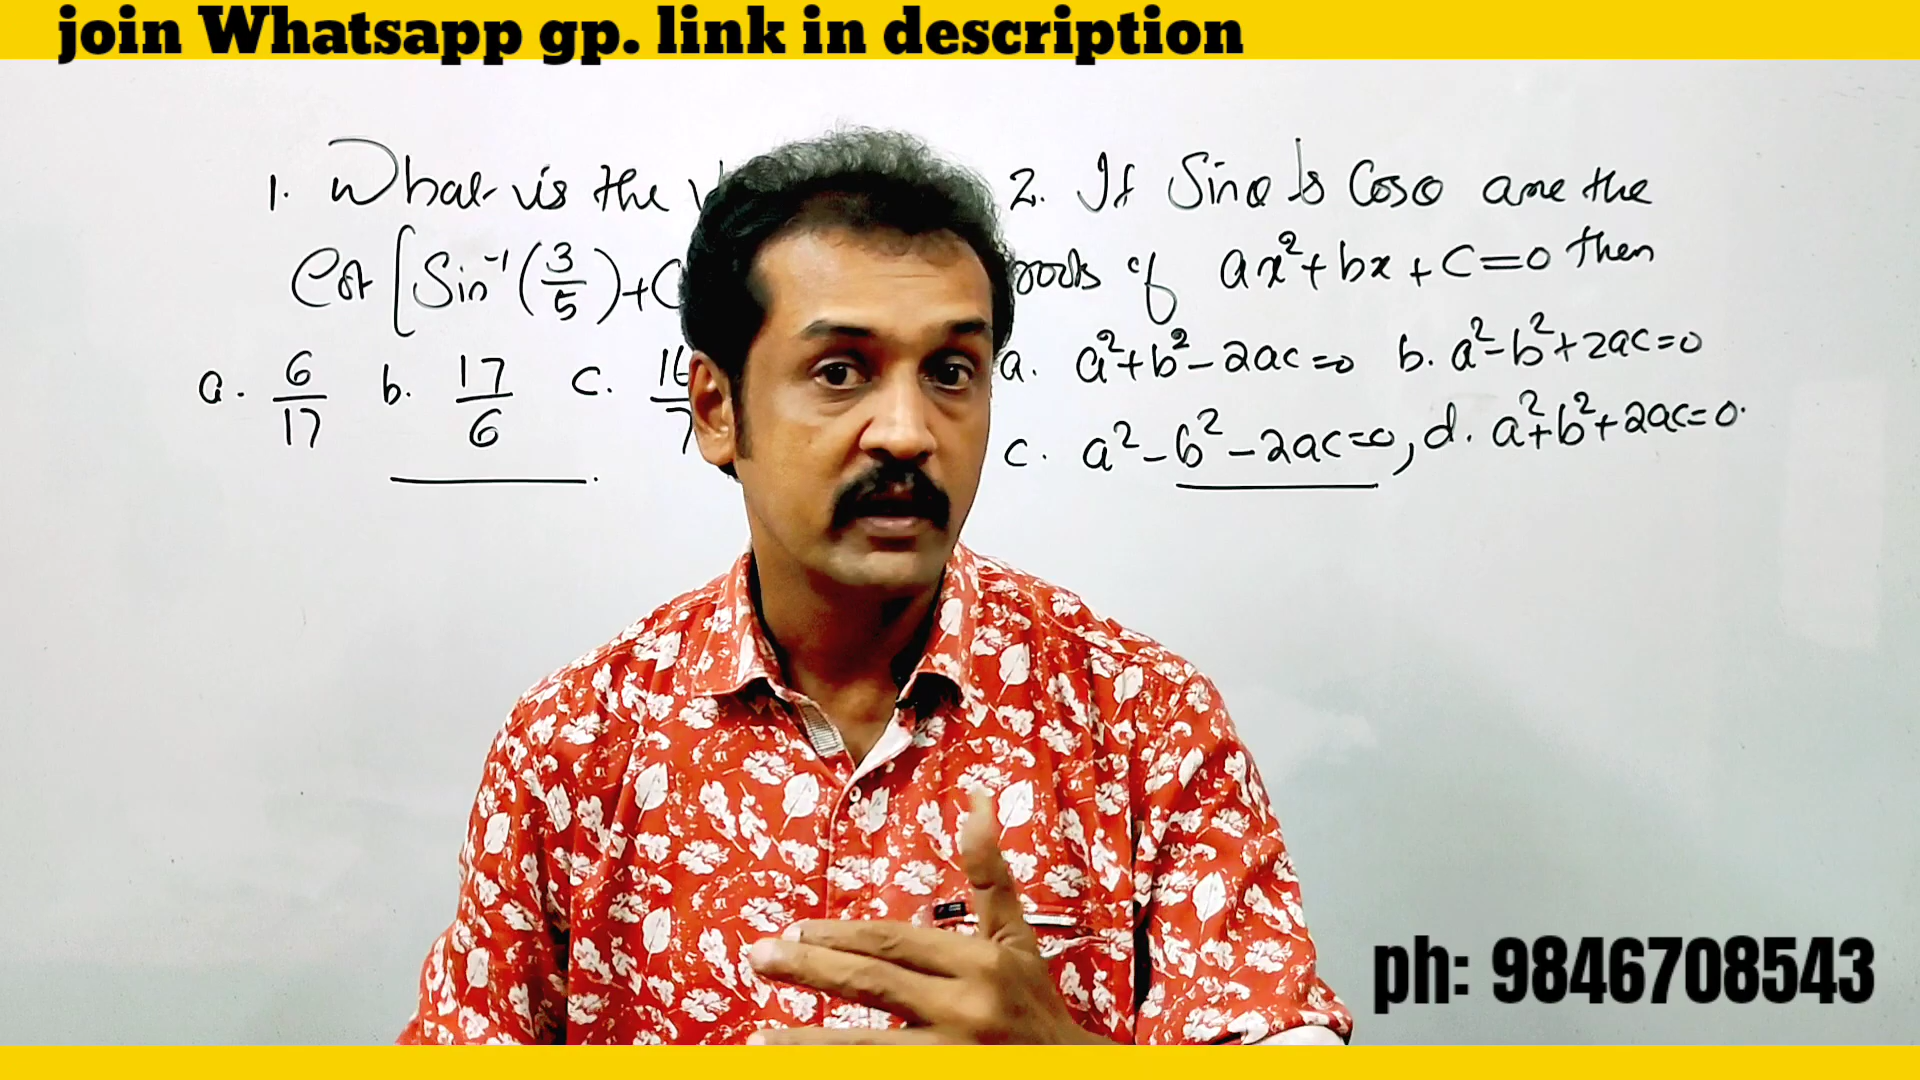 join Whatsapp gp. link in description
1. What is the
Cot [Sin⁻¹(3/5)+C
a. 6/17 b. 17/6 c. 16/7
2. If Sinθ & Cosθ are the
roots of ax²+bx+c=0 then
a. a²+b²-2ac=0 b. a²-b²+2ac=0
c. a²-b²-2ac=0, d. a²+b²+2ac=0.
ph: 9846708543